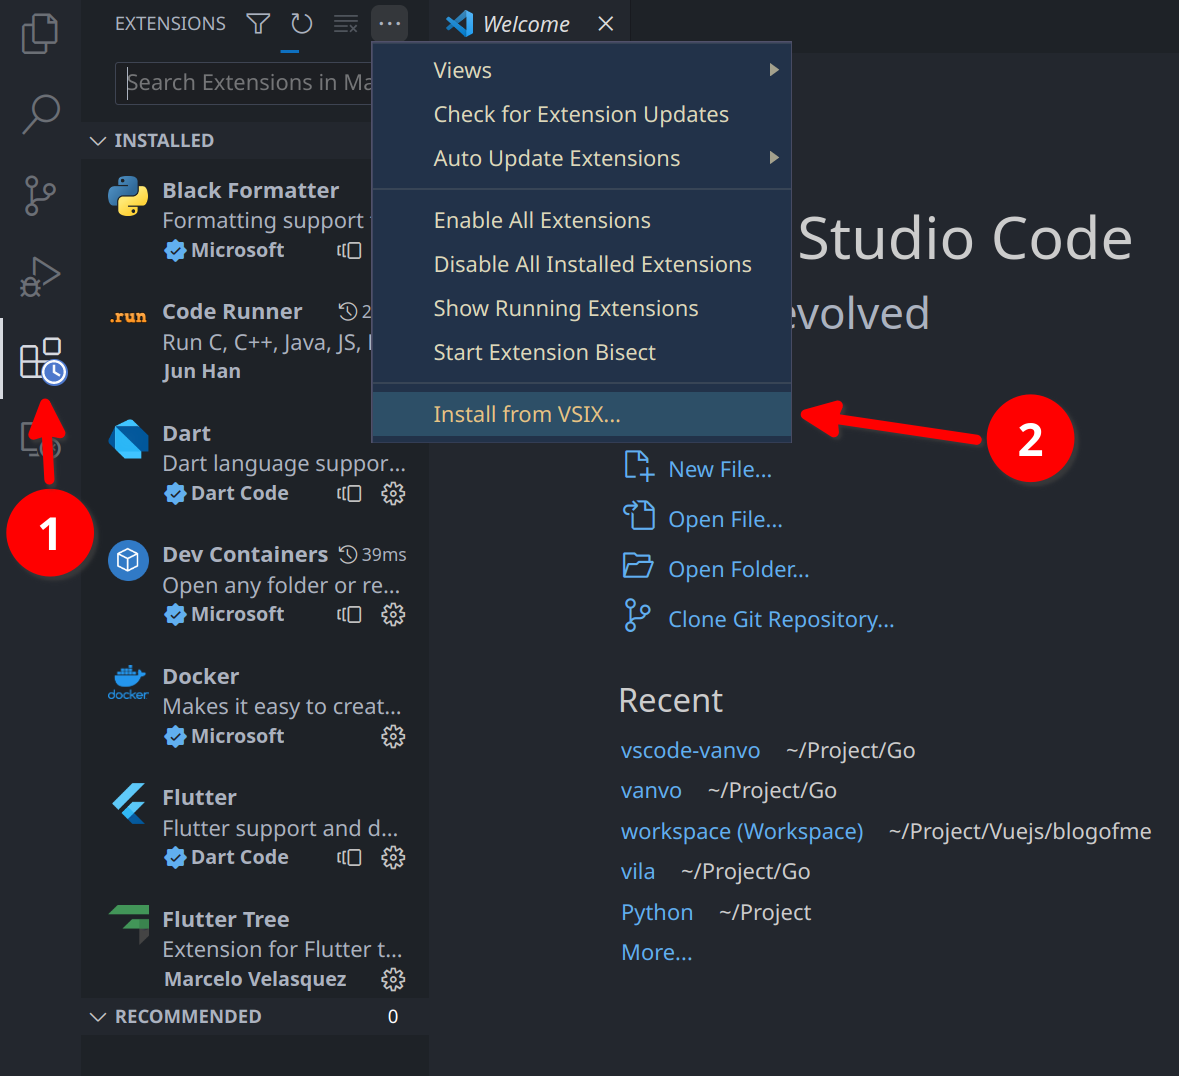 EXTENSIONS
Welcome
Search Extensions in Ma
Views
Check for Extension Updates
Auto Update Extensions
Enable All Extensions
Disable All Installed Extensions
Show Running Extensions
Start Extension Bisect
Install from VSIX...
INSTALLED
Black Formatter
Formatting support
Microsoft
.run
Code Runner 2
Run C, C++, Java, JS,
Jun Han
Dart
Dart language suppor...
Dart Code
Dev Containers 39ms
Open any folder or re...
Microsoft
docker
Docker
Makes it easy to creat...
Microsoft
Flutter
Flutter support and d...
Dart Code
Flutter Tree
Extension for Flutter t...
Marcelo Velasquez
RECOMMENDED 0
1
2
Studio Code
evolved
New File...
Open File...
Open Folder...
Clone Git Repository...
Recent
vscode-vanvo ~/Project/Go
vanvo ~/Project/Go
workspace (Workspace) ~/Project/Vuejs/blogofme
vila ~/Project/Go
Python ~/Project
More...